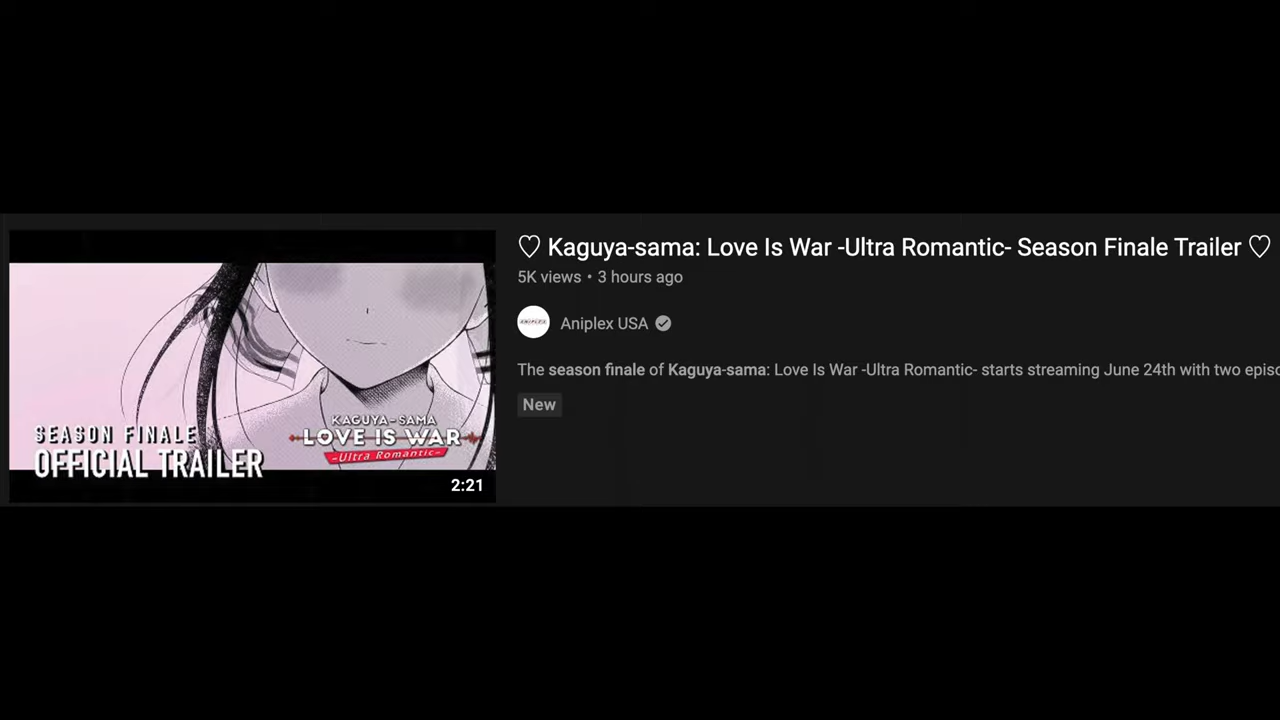 ♡ Kaguya-sama: Love Is War -Ultra Romantic- Season Finale Trailer ♡
5K views • 3 hours ago
Aniplex USA
The season finale of Kaguya-sama: Love Is War -Ultra Romantic- starts streaming June 24th with two episo
New
SEASON FINALE
OFFICIAL TRAILER
KAGUYA-SAMA
LOVE IS WAR
-Ultra Romantic-
2:21